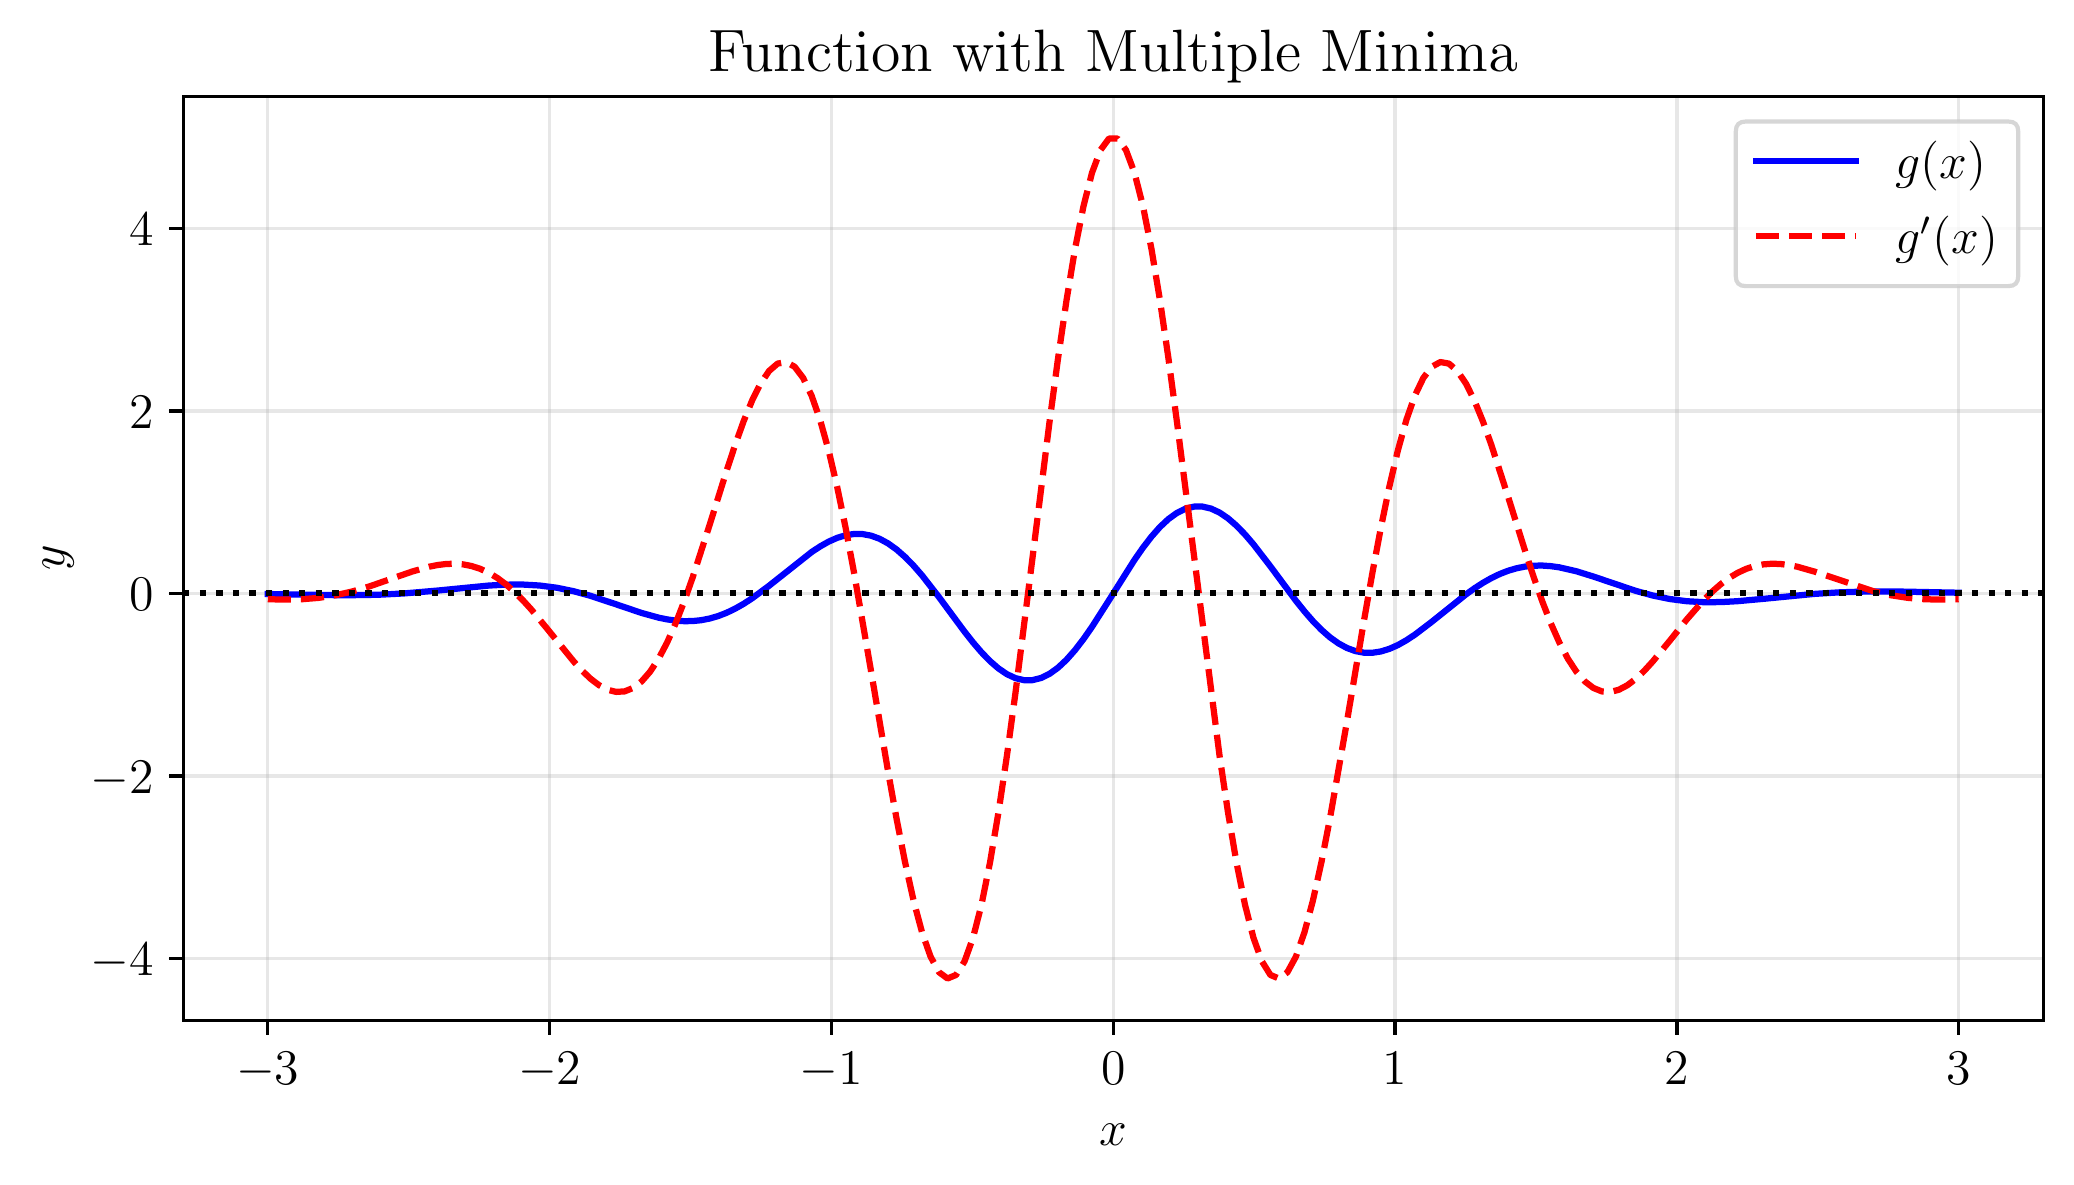 Function with Multiple Minima
g(x)
g′(x)
4
2
0
−2
−4
y
−3 −2 −1 0 1 2 3
x